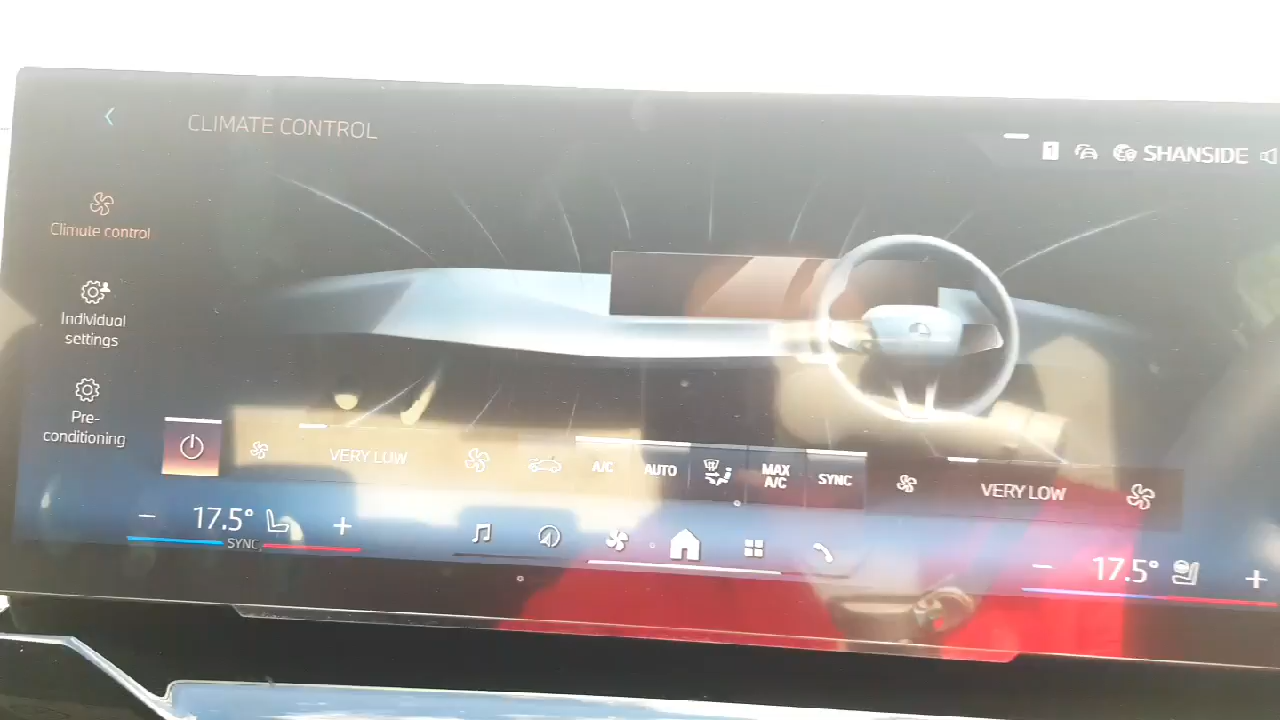 CLIMATE CONTROL
1
SHANSIDE
Climate control
Individual
settings
Pre-
conditioning
VERY LOW
A/C
AUTO
MAX
A/C
SYNC
VERY LOW
− 17.5° +
SYNC
− 17.5° +